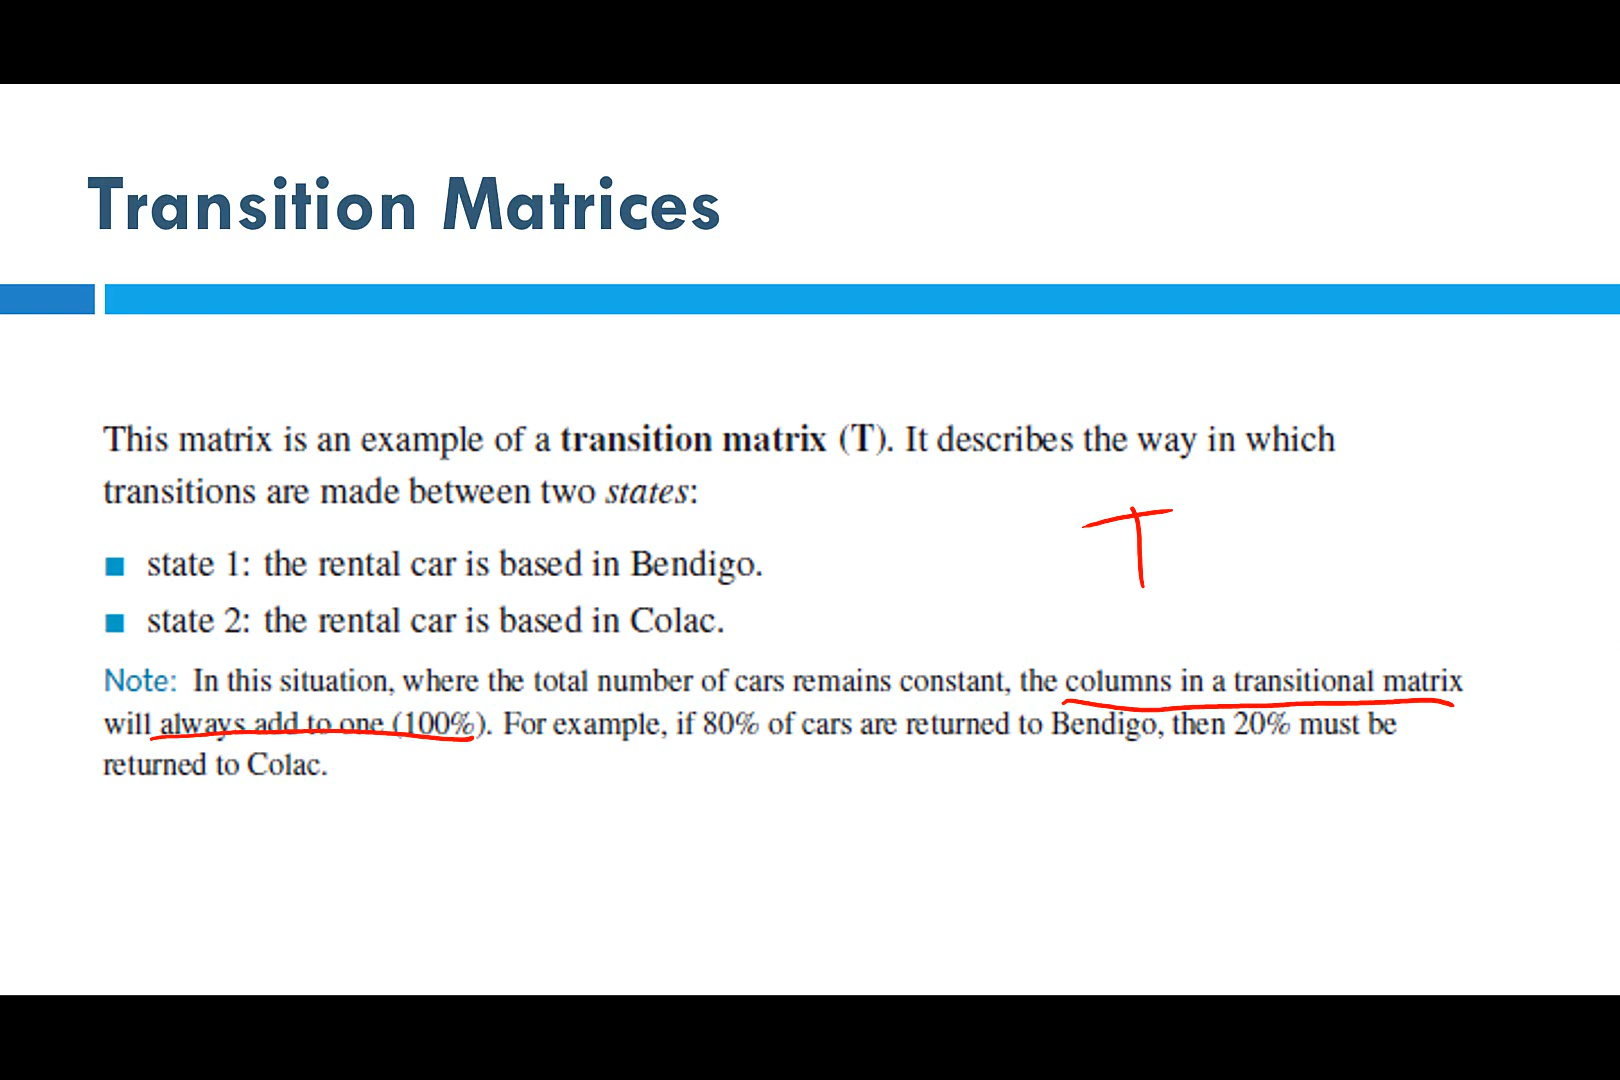 Transition Matrices
This matrix is an example of a transition matrix (T). It describes the way in which
transitions are made between two states:
T
■ state 1: the rental car is based in Bendigo.
■ state 2: the rental car is based in Colac.
Note: In this situation, where the total number of cars remains constant, the columns in a transitional matrix
will always add to one (100%). For example, if 80% of cars are returned to Bendigo, then 20% must be
returned to Colac.